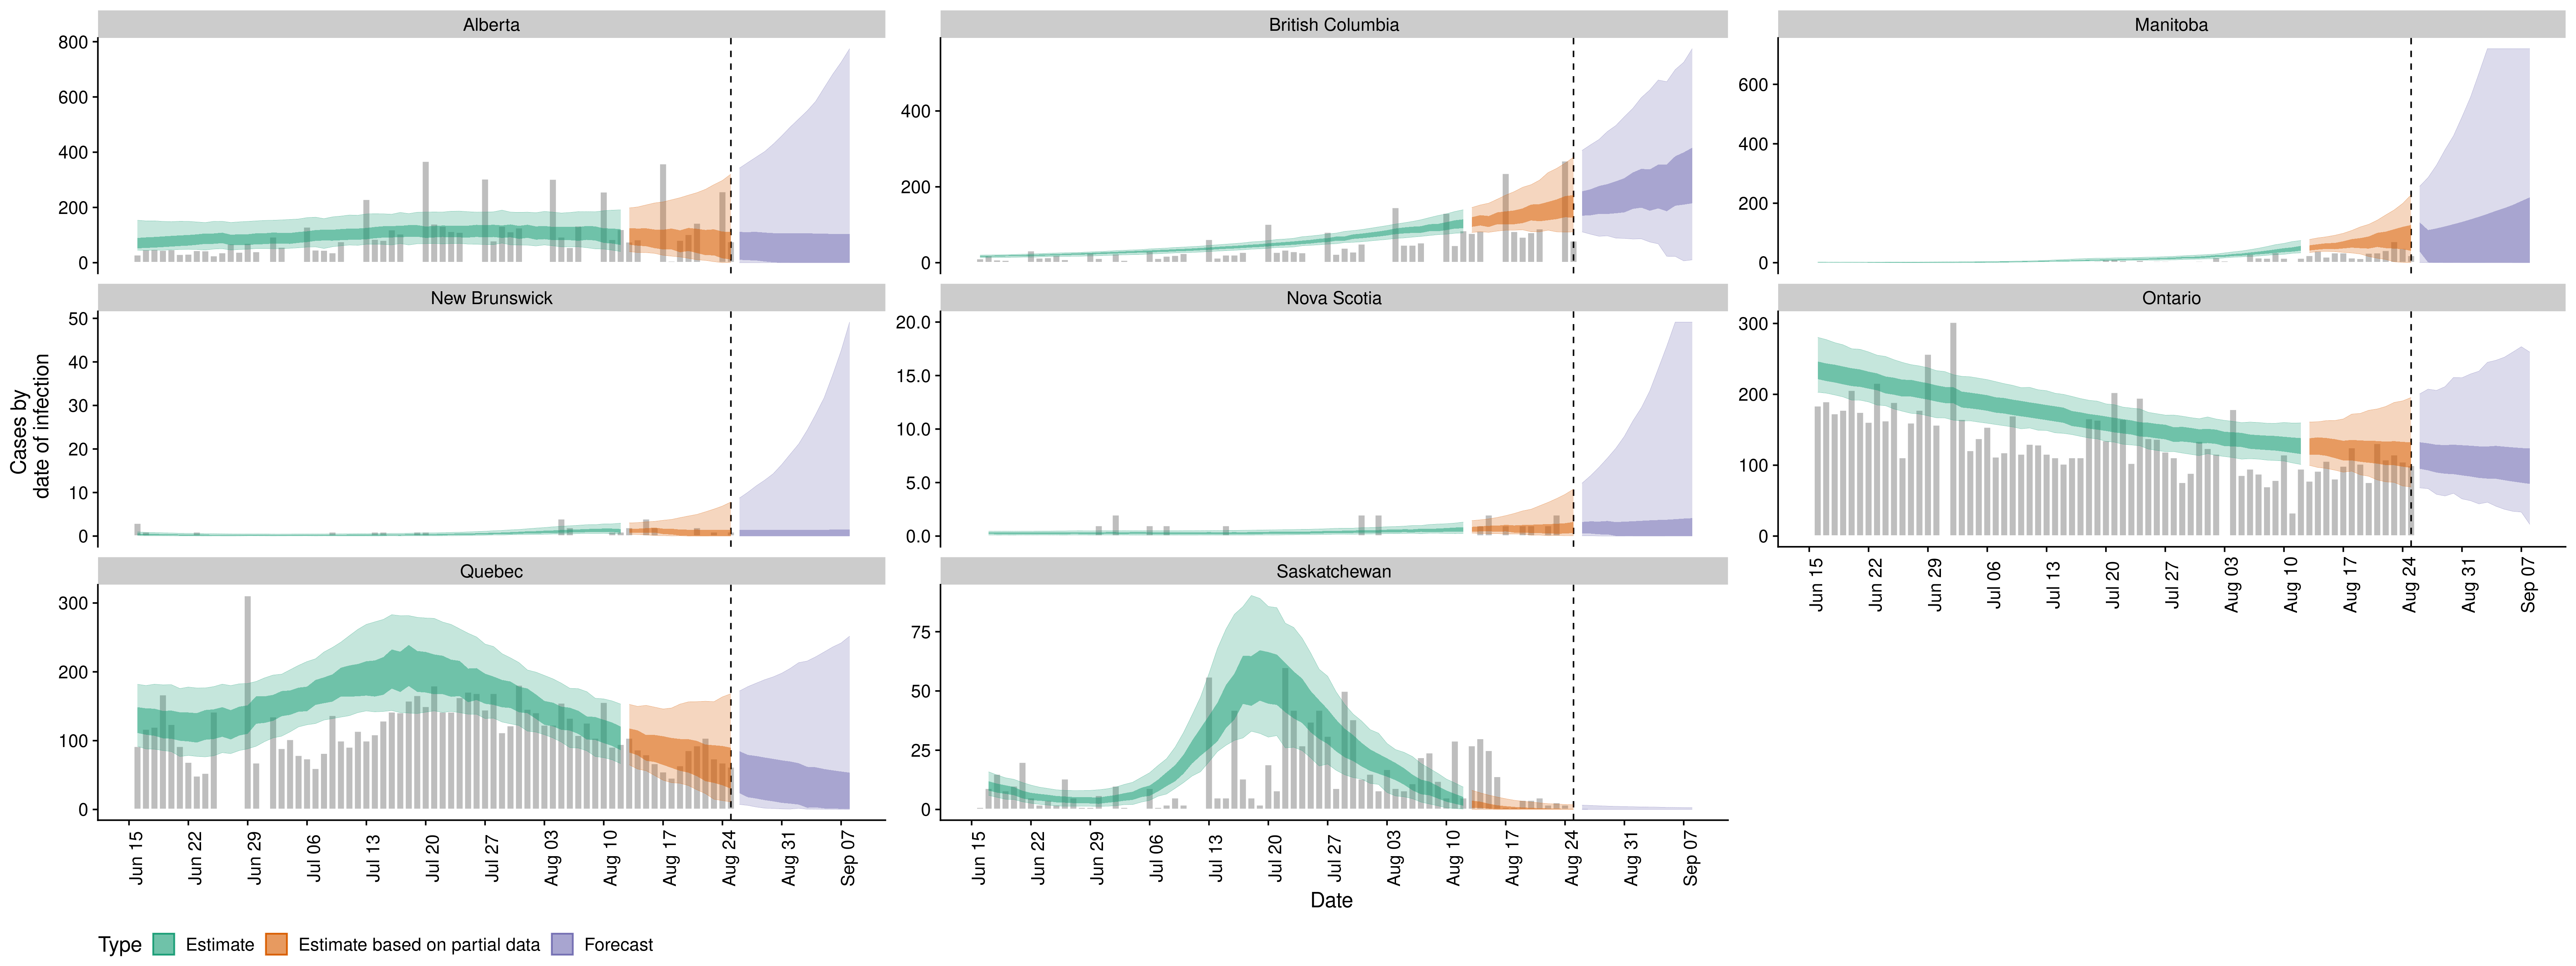 Alberta
British Columbia
Manitoba
800
600
400
200
0
400
200
0
600
400
200
0
New Brunswick
Nova Scotia
Ontario
50
40
30
20
10
0
20.0
15.0
10.0
5.0
0.0
300
200
100
0
Jun 15
Jun 22
Jun 29
Jul 06
Jul 13
Jul 20
Jul 27
Aug 03
Aug 10
Aug 17
Aug 24
Aug 31
Sep 07
Cases by
date of infection
Quebec
Saskatchewan
300
200
100
0
75
50
25
0
Jun 15
Jun 22
Jun 29
Jul 06
Jul 13
Jul 20
Jul 27
Aug 03
Aug 10
Aug 17
Aug 24
Aug 31
Sep 07
Jun 15
Jun 22
Jun 29
Jul 06
Jul 13
Jul 20
Jul 27
Aug 03
Aug 10
Aug 17
Aug 24
Aug 31
Sep 07
Date
Type Estimate Estimate based on partial data Forecast